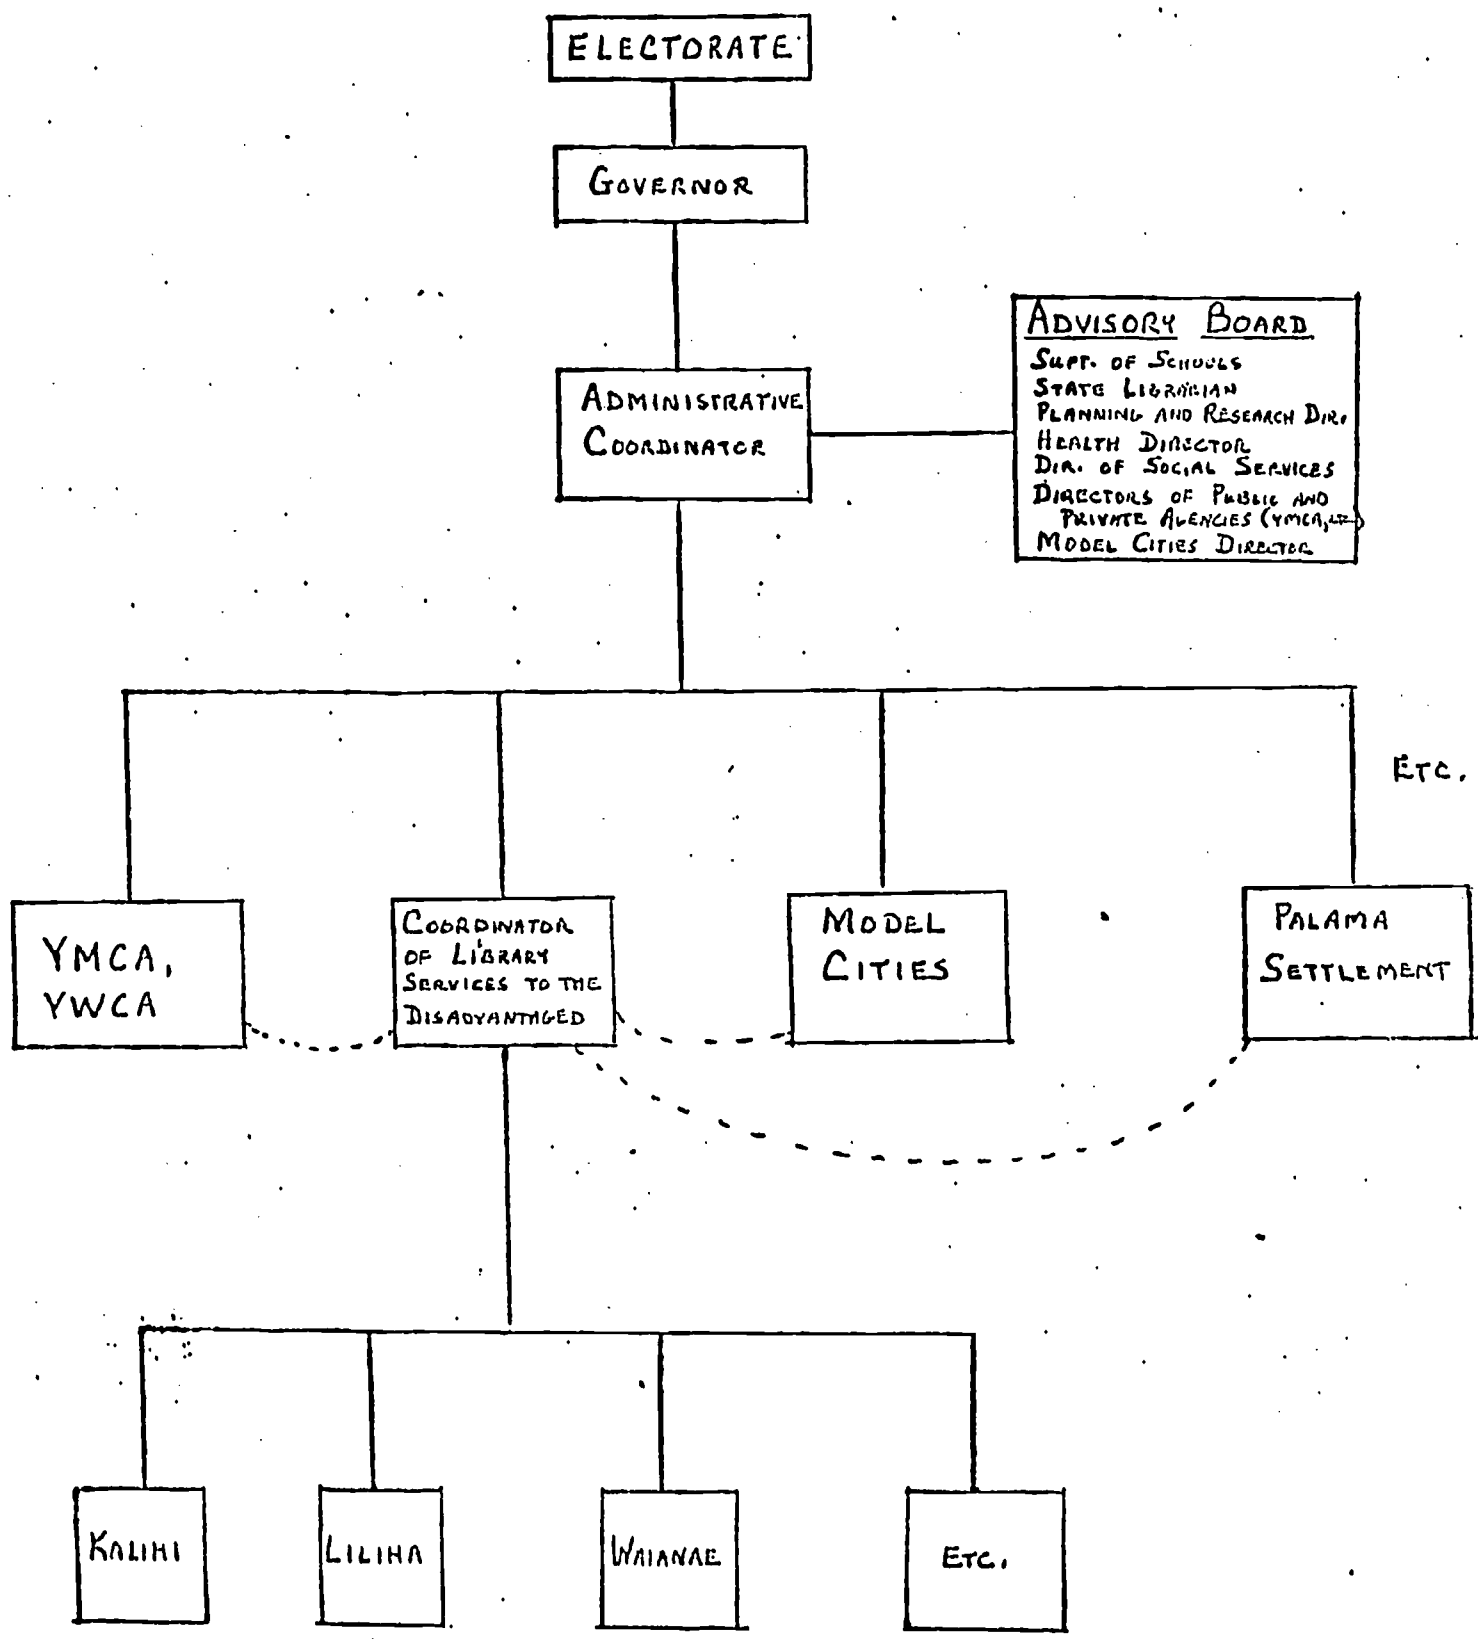 ELECTORATE
GOVERNOR
ADMINISTRATIVE
COORDINATOR
ADVISORY BOARD
SUPT. OF SCHOOLS
STATE LIBRARIAN
PLANNING AND RESEARCH DIR.
HEALTH DIRECTOR
DIR. OF SOCIAL SERVICES
DIRECTORS OF PUBLIC AND
PRIVATE AGENCIES (YMCA,
MODEL CITIES DIRECTOR
ETC.
YMCA,
YWCA
COORDINATOR
OF LIBRARY
SERVICES TO THE
DISADVANTAGED
MODEL
CITIES
PALAMA
SETTLEMENT
KALIHI
LILIHA
WAIANAE
ETC.